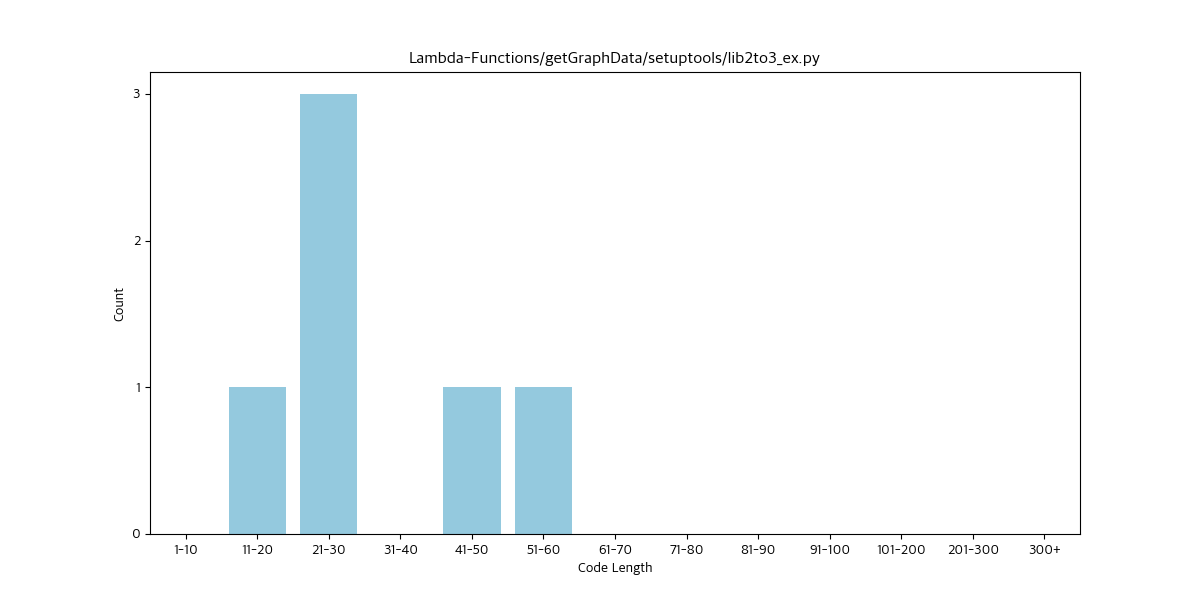 Lambda-Functions/getGraphData/setuptools/lib2to3_ex.py
3
2
1
0
Count
1-10 11-20 21-30 31-40 41-50 51-60 61-70 71-80 81-90 91-100 101-200 201-300 300+
Code Length